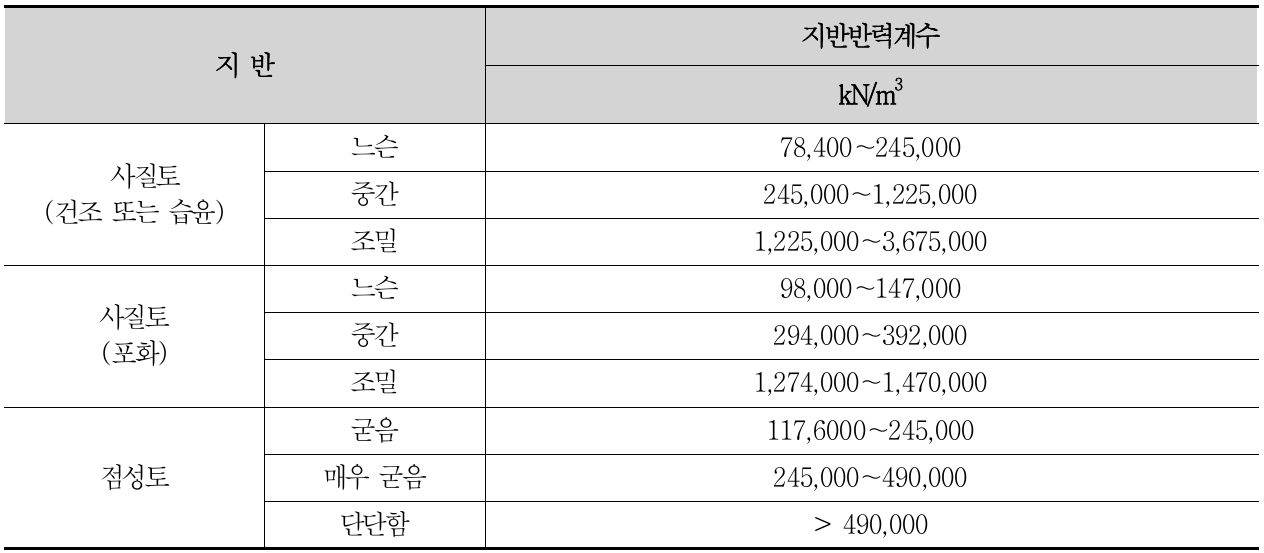 지 반
지반반력계수
kN/m³
사질토
(건조 또는 습윤)
느슨
78,400~245,000
중간
245,000~1,225,000
조밀
1,225,000~3,675,000
사질토
(포화)
느슨
98,000~147,000
중간
294,000~392,000
조밀
1,274,000~1,470,000
점성토
굳음
117,6000~245,000
매우 굳음
245,000~490,000
단단함
> 490,000